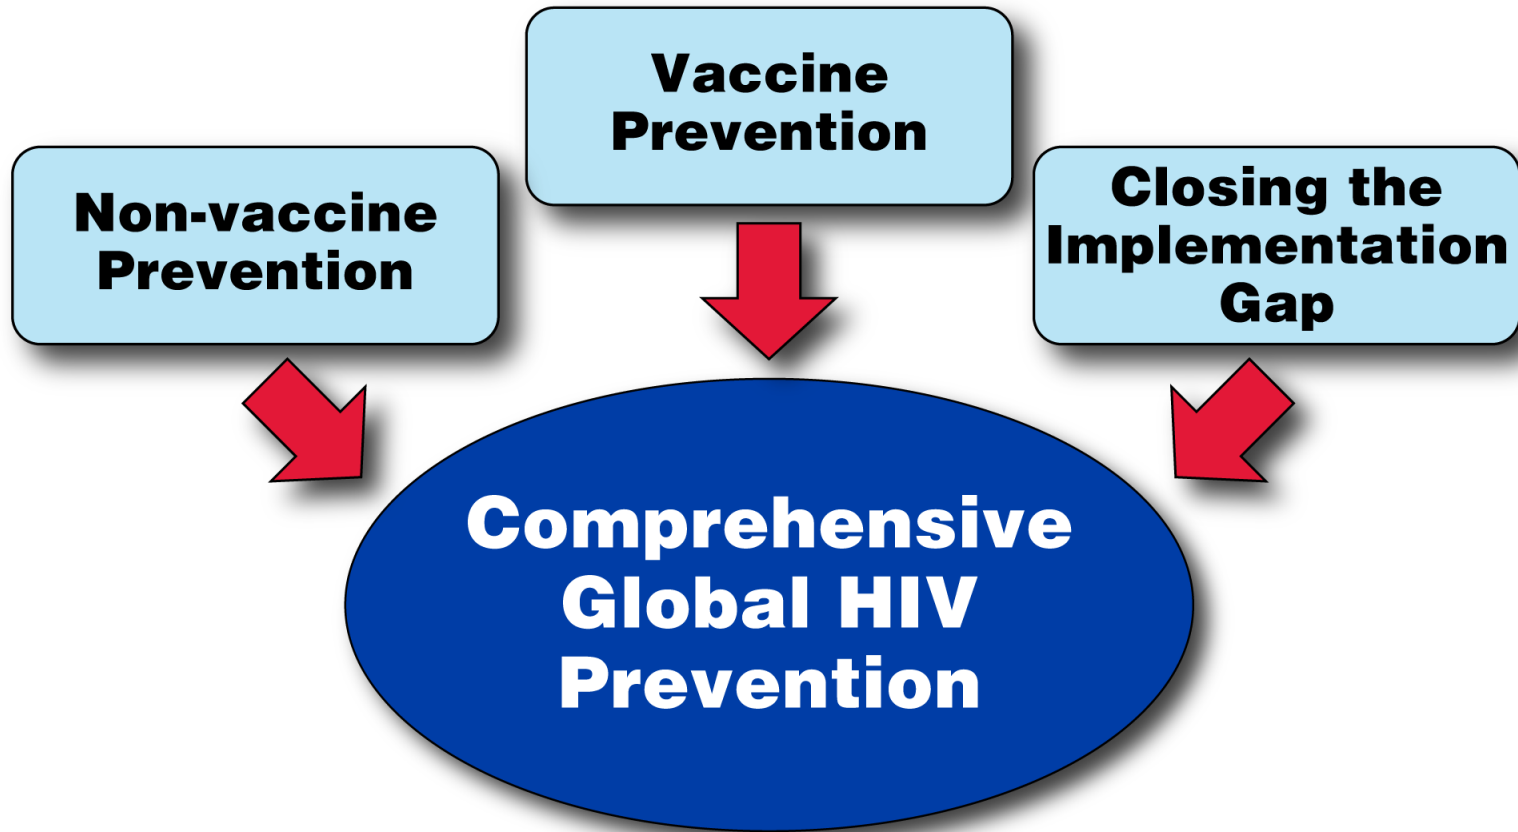 Vaccine
Prevention
Non-vaccine
Prevention
Closing the
Implementation
Gap
Comprehensive
Global HIV
Prevention